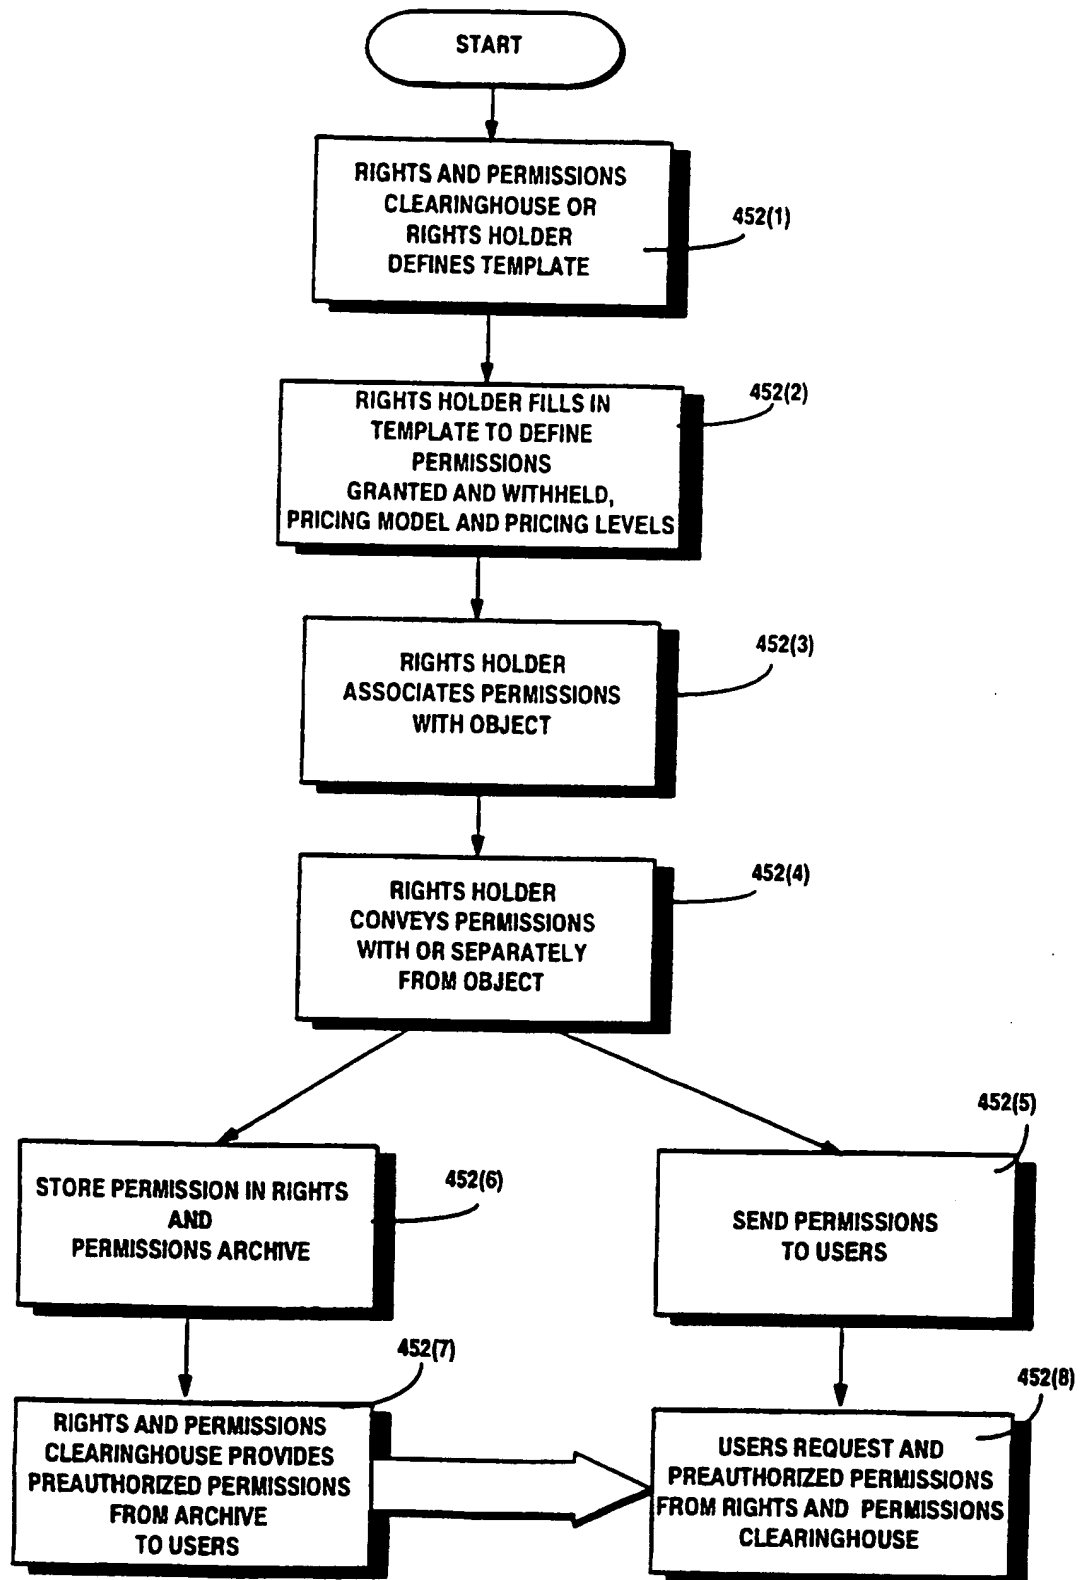 START
RIGHTS AND PERMISSIONS
CLEARINGHOUSE OR
RIGHTS HOLDER
DEFINES TEMPLATE
452(1)
RIGHTS HOLDER FILLS IN
TEMPLATE TO DEFINE
PERMISSIONS
GRANTED AND WITHHELD,
PRICING MODEL AND PRICING LEVELS
452(2)
RIGHTS HOLDER
ASSOCIATES PERMISSIONS
WITH OBJECT
452(3)
RIGHTS HOLDER
CONVEYS PERMISSIONS
WITH OR SEPARATELY
FROM OBJECT
452(4)
STORE PERMISSION IN RIGHTS
AND
PERMISSIONS ARCHIVE
452(6)
SEND PERMISSIONS
TO USERS
452(5)
RIGHTS AND PERMISSIONS
CLEARINGHOUSE PROVIDES
PREAUTHORIZED PERMISSIONS
FROM ARCHIVE
TO USERS
452(7)
USERS REQUEST AND
PREAUTHORIZED PERMISSIONS
FROM RIGHTS AND PERMISSIONS
CLEARINGHOUSE
452(8)